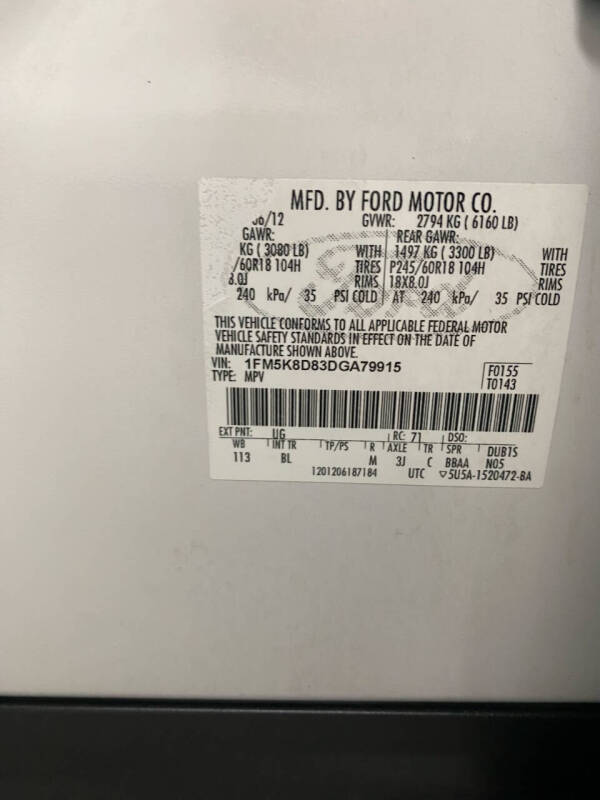 MFD. BY FORD MOTOR CO.
06/12 GVWR: 2794 KG ( 6160 LB)
GAWR: REAR GAWR:
KG ( 3080 LB) WITH 1497 KG ( 3300 LB) WITH
/60R18 104H TIRES P245/60R18 104H TIRES
8.0J RIMS 18X8.0J RIMS
240 kPa/ 35 PSI COLD AT 240 kPa/ 35 PSI COLD
THIS VEHICLE CONFORMS TO ALL APPLICABLE FEDERAL MOTOR
VEHICLE SAFETY STANDARDS IN EFFECT ON THE DATE OF
MANUFACTURE SHOWN ABOVE.
VIN: 1FM5K8D83DGA79915 F0155
TYPE: MPV T0143
EXT PNT: UG RC: 71 DSO:
WB INT TR TP/PS R AXLE TR SPR DUB1S
113 BL M 3J C BBAA N05
1201206187184 UTC ▽5U5A-1520472-BA